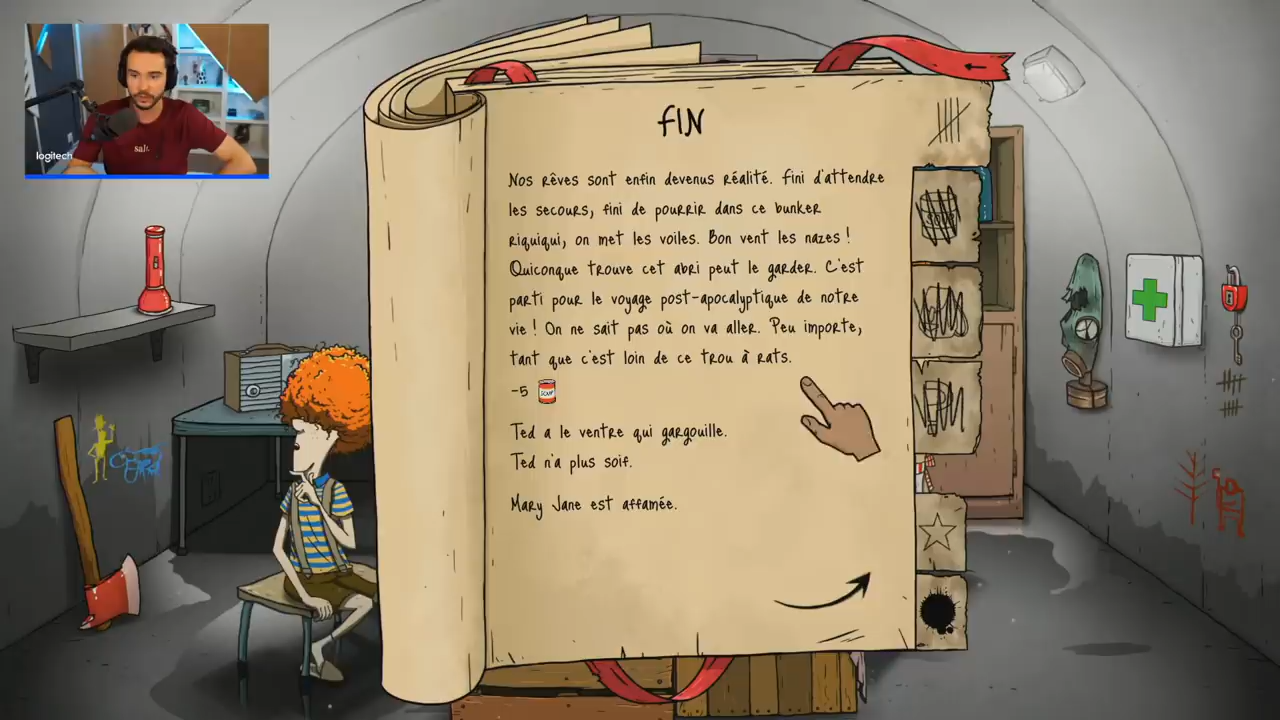 FIN
Nos rêves sont enfin devenus réalité. Fini d'attendre
les secours, fini de pourrir dans ce bunker
riquiqui, on met les voiles. Bon vent les nazes !
Quiconque trouve cet abri peut le garder. C'est
parti pour le voyage post-apocalyptique de notre
vie ! On ne sait pas où on va aller. Peu importe,
tant que c'est loin de ce trou à rats.
-5 SOUP
Ted a le ventre qui gargouille.
Ted n'a plus soif.
Mary Jane est affamée.
logitech